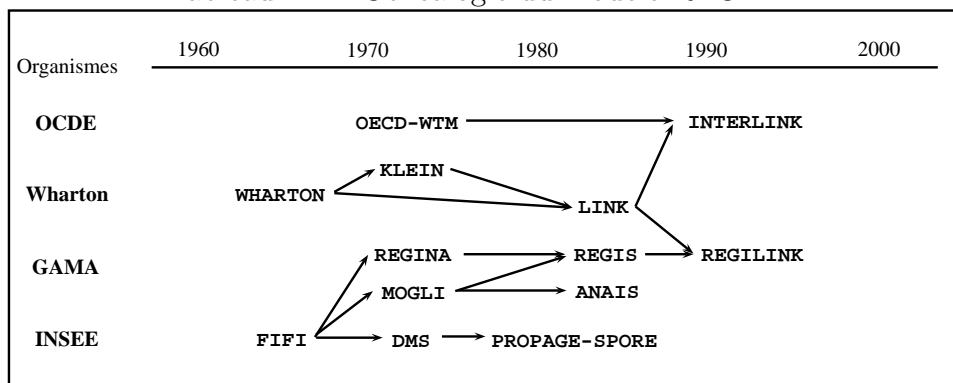 1960 1970 1980 1990 2000
Organismes
OCDE OECD-WTM INTERLINK
KLEIN
Wharton WHARTON LINK
GAMA REGINA REGIS REGILINK
MOGLI ANAIS
INSEE FIFI DMS PROPAGE-SPORE